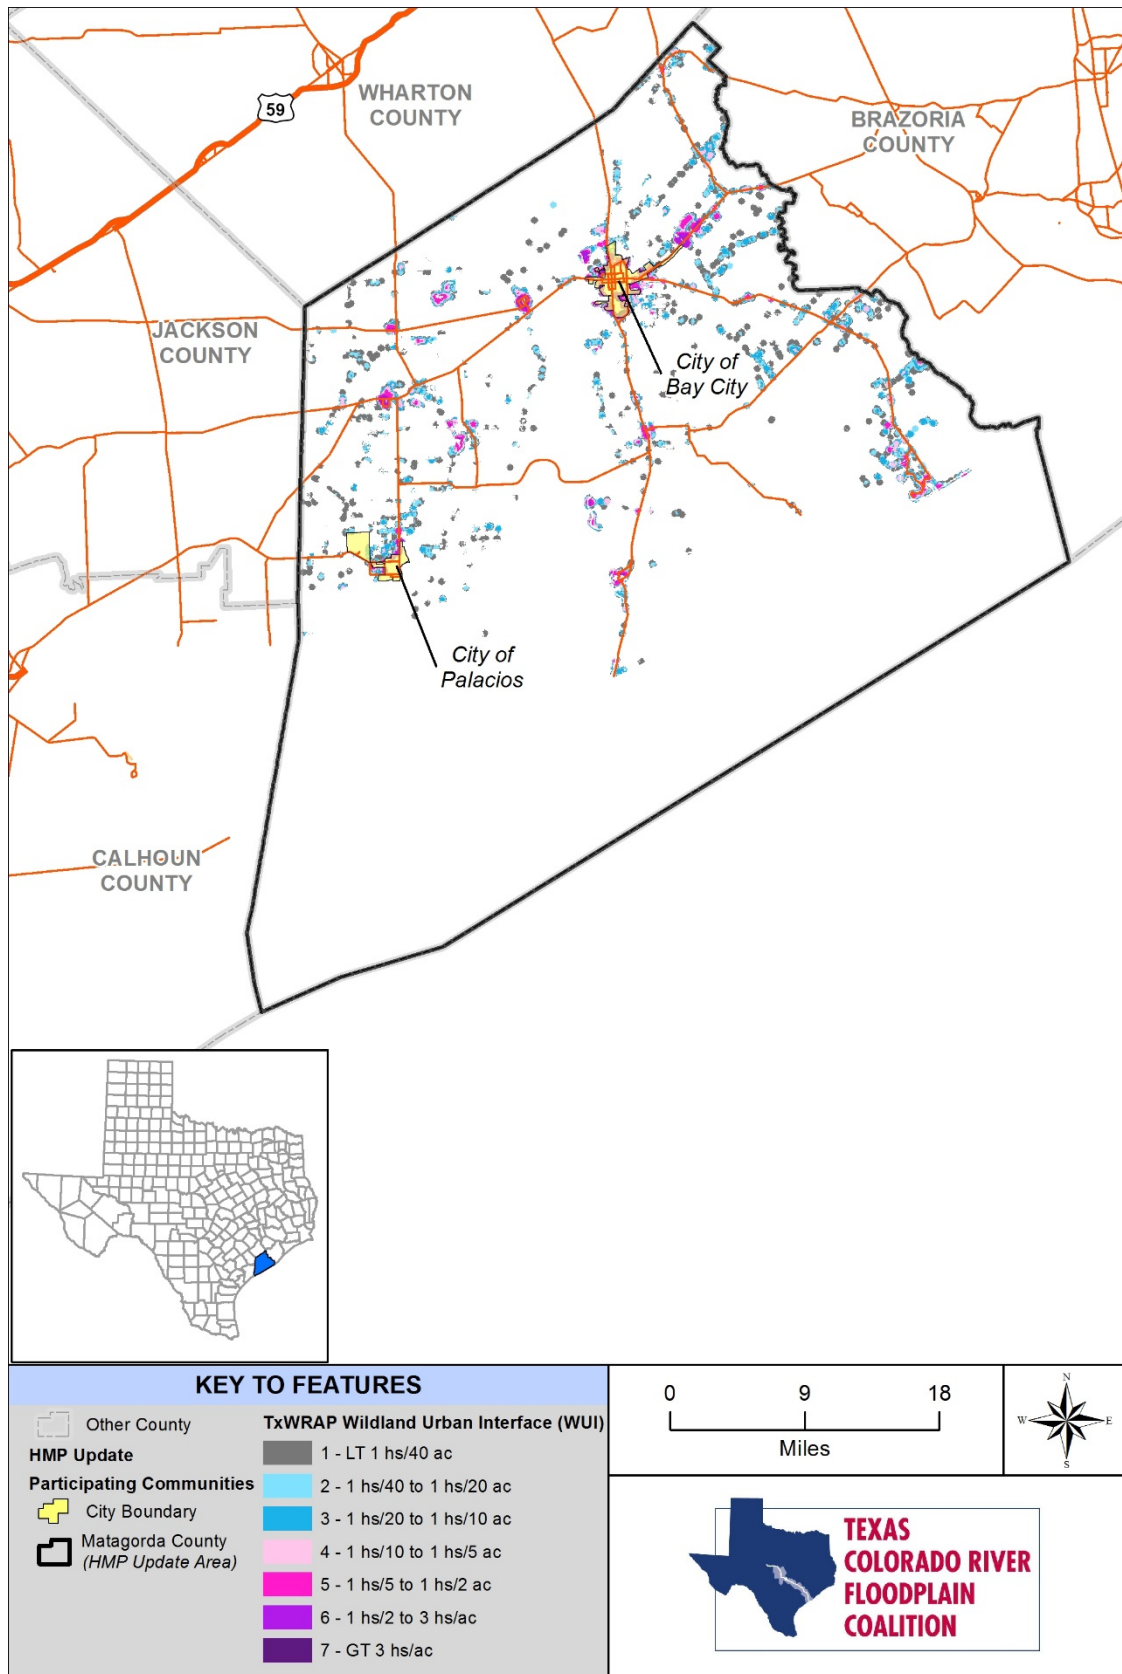 WHARTON
COUNTY
59
BRAZORIA
COUNTY
JACKSON
COUNTY
City of
Bay City
City of
Palacios
CALHOUN
COUNTY
KEY TO FEATURES
Other County
HMP Update
Participating Communities
City Boundary
Matagorda County
(HMP Update Area)
TxWRAP Wildland Urban Interface (WUI)
1 - LT 1 hs/40 ac
2 - 1 hs/40 to 1 hs/20 ac
3 - 1 hs/20 to 1 hs/10 ac
4 - 1 hs/10 to 1 hs/5 ac
5 - 1 hs/5 to 1 hs/2 ac
6 - 1 hs/2 to 3 hs/ac
7 - GT 3 hs/ac
0 9 18
Miles
N
W E
S
TEXAS
COLORADO RIVER
FLOODPLAIN
COALITION